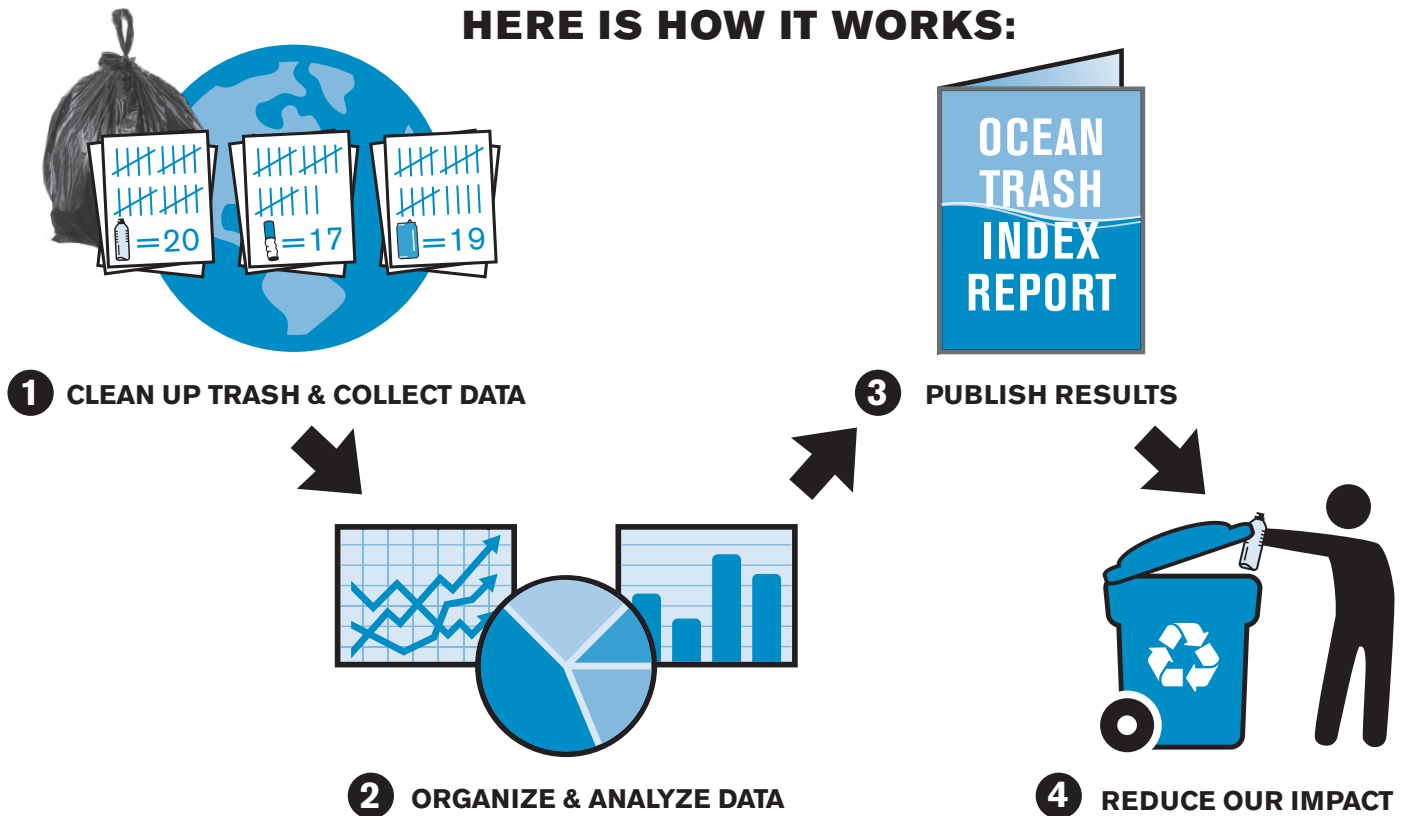 HERE IS HOW IT WORKS:
=20
=17
=19
1 CLEAN UP TRASH & COLLECT DATA
2 ORGANIZE & ANALYZE DATA
OCEAN
TRASH
INDEX
REPORT
3 PUBLISH RESULTS
4 REDUCE OUR IMPACT